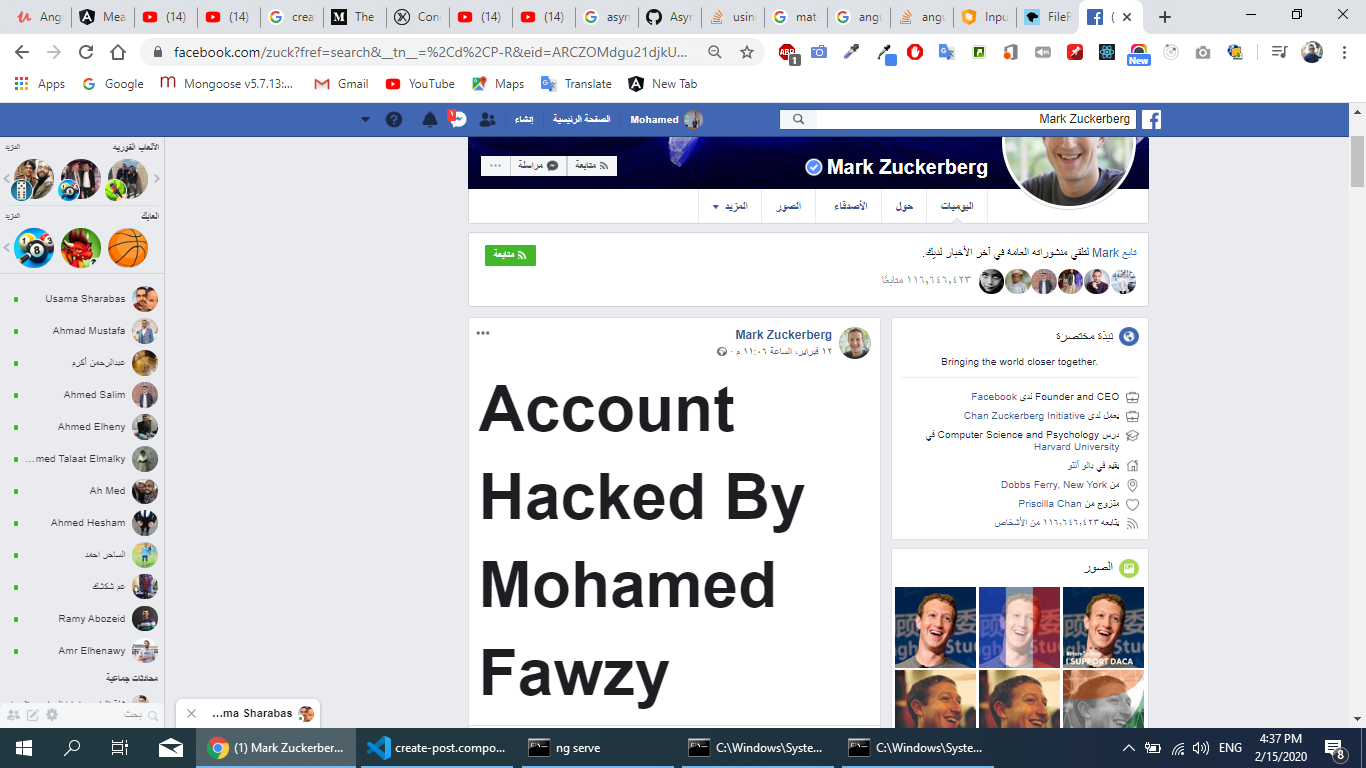 Ang
Mea
(14)
(14)
crea
The
Con
(14)
(14)
asyn
Asyn
using
mat-
angu
angu
Inpu
FileR
(
facebook.com/zuck?fref=search&__tn__=%2Cd%2CP-R&eid=ARCZOMdgu21djkU...
1
New
Apps
Google
Mongoose v5.7.13:...
Gmail
YouTube
Maps
Translate
New Tab
Mark Zuckerberg
Mohamed
الصفحة الرئيسية
إنشاء
1
الألعاب الفورية
المزيد
ألعابك
المزيد
Usama Sharabas
Ahmad Mustafa
عبدالرحمن أكرم
Ahmed Salim
Ahmed Elheny
...med Talaat Elmalky
Ah Med
Ahmed Hesham
الساحر احمد
عم شكشك
Ramy Abozeid
Amr Elhenawy
محادثات جماعية
بحث
Mark Zuckerberg
متابعة
مراسلة
اليوميات
حول
الأصدقاء
الصور
المزيد
تابع Mark لتلقي منشوراته العامة في آخر الأخبار لديك.
١١٦,٦٤٦,٤٢٣ متابعًا
متابعة
Mark Zuckerberg
١٢ فبراير، الساعة ١١:٠٦ م ·
Account
Hacked By
Mohamed
Fawzy
نبذة مختصرة
Bringing the world closer together.
Founder and CEO لدى Facebook
يعمل لدى Chan Zuckerberg Initiative
درس Computer Science and Psychology في
Harvard University
يقيم في بالو ألتو
من Dobbs Ferry, New York
متزوج من Priscilla Chan
يتابعه ١١٦,٦٤٦,٤٢٣ من الأشخاص
الصور
I SUPPORT DACA
...ma Sharabas
(1) Mark Zuckerber...
create-post.compo...
ng serve
C:\Windows\Syste...
C:\Windows\Syste...
ENG
4:37 PM
2/15/2020
8